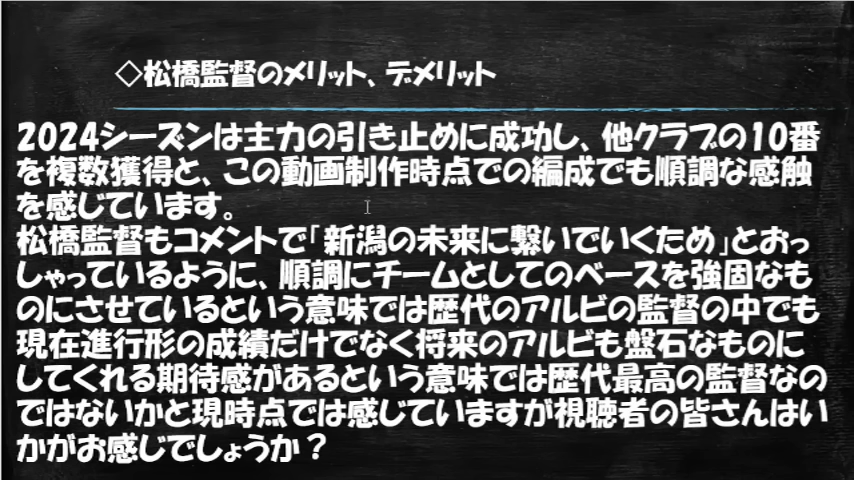 ◇松橋監督のメリット、デメリット
2024シーズンは主力の引き止めに成功し、他クラブの10番
を複数獲得と、この動画制作時点での編成でも順調な感触
を感じています。
松橋監督もコメントで「新潟の未来に繋いでいくため」とおっ
しゃっているように、順調にチームとしてのベースを強固なも
のにさせているという意味では歴代のアルビの監督の中でも
現在進行形の成績だけでなく将来のアルビも盤石なものに
してくれる期待感があるという意味では歴代最高の監督なの
ではないかと現時点では感じていますが視聴者の皆さんはい
かがお感じでしょうか？